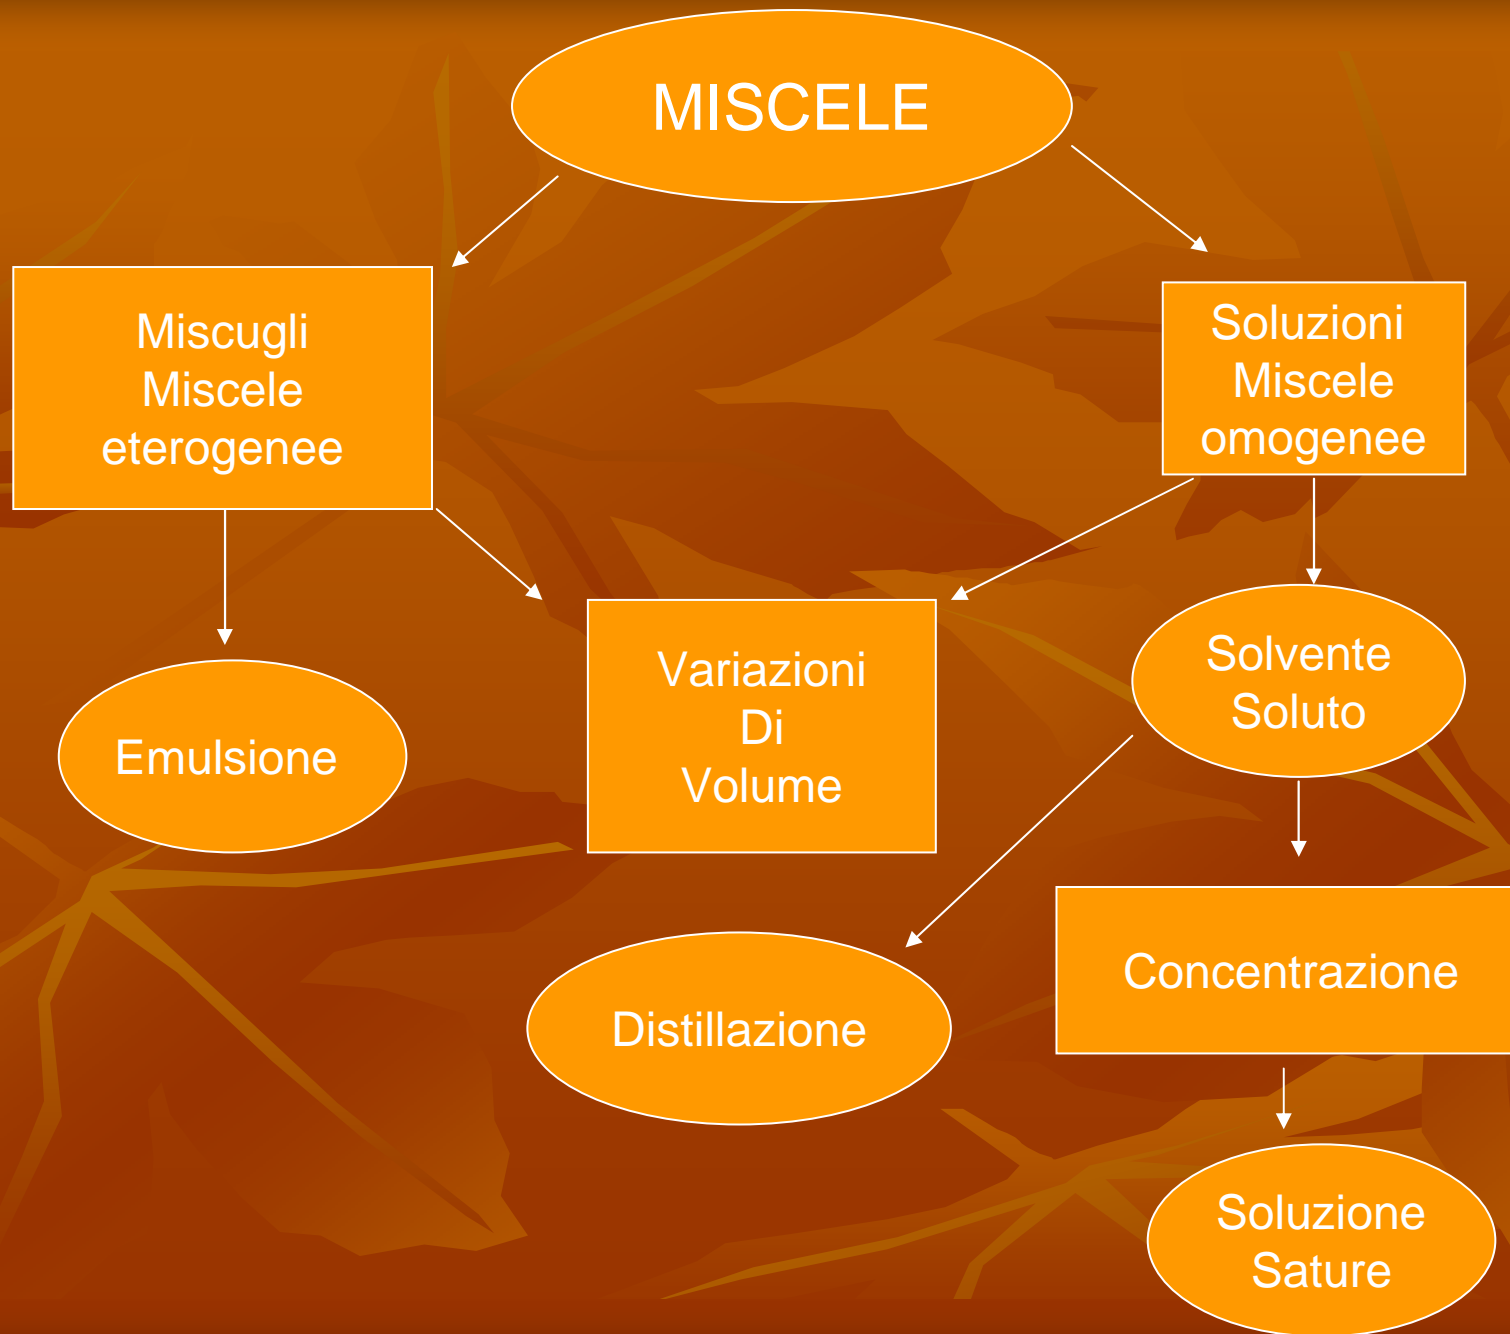 MISCELE
Miscugli
Miscele
eterogenee
Soluzioni
Miscele
omogenee
Emulsione
Variazioni
Di
Volume
Solvente
Soluto
Distillazione
Concentrazione
Soluzione
Sature